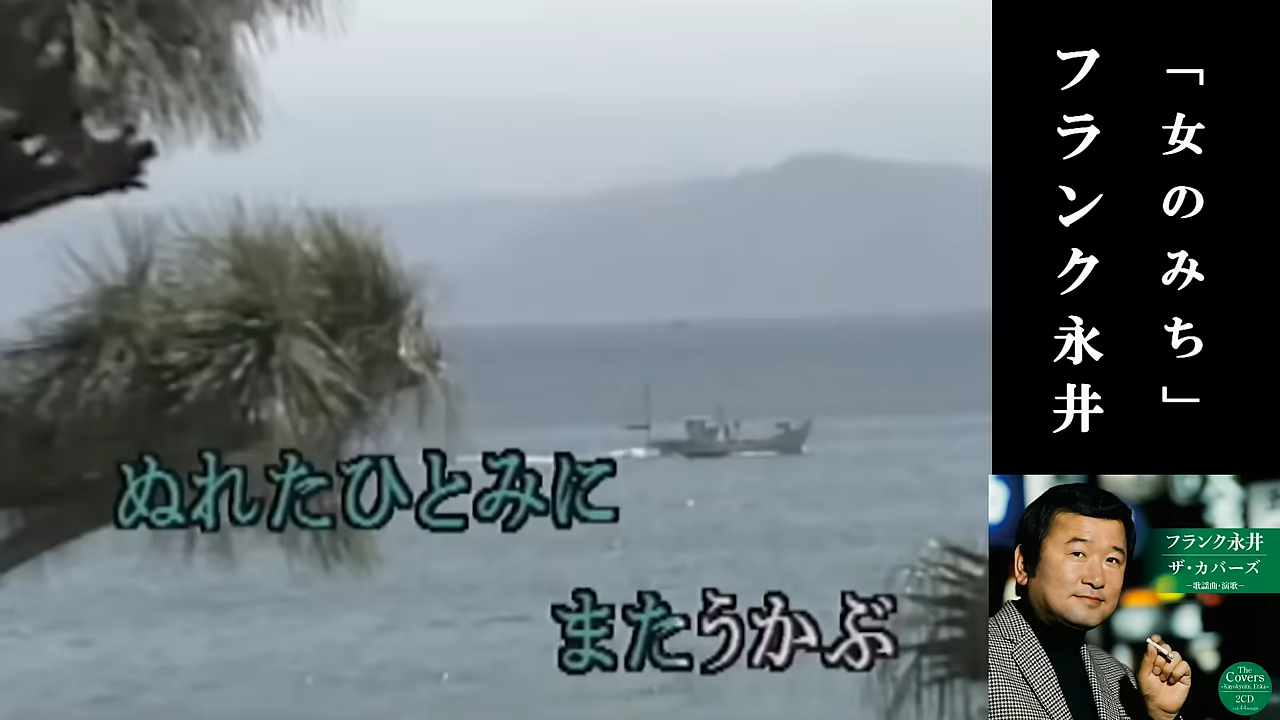 「女のみち」
フランク永井
ぬれたひとみに
またうかぶ
フランク永井
ザ・カバーズ
−歌謡曲・演歌−
The
Covers
2CD